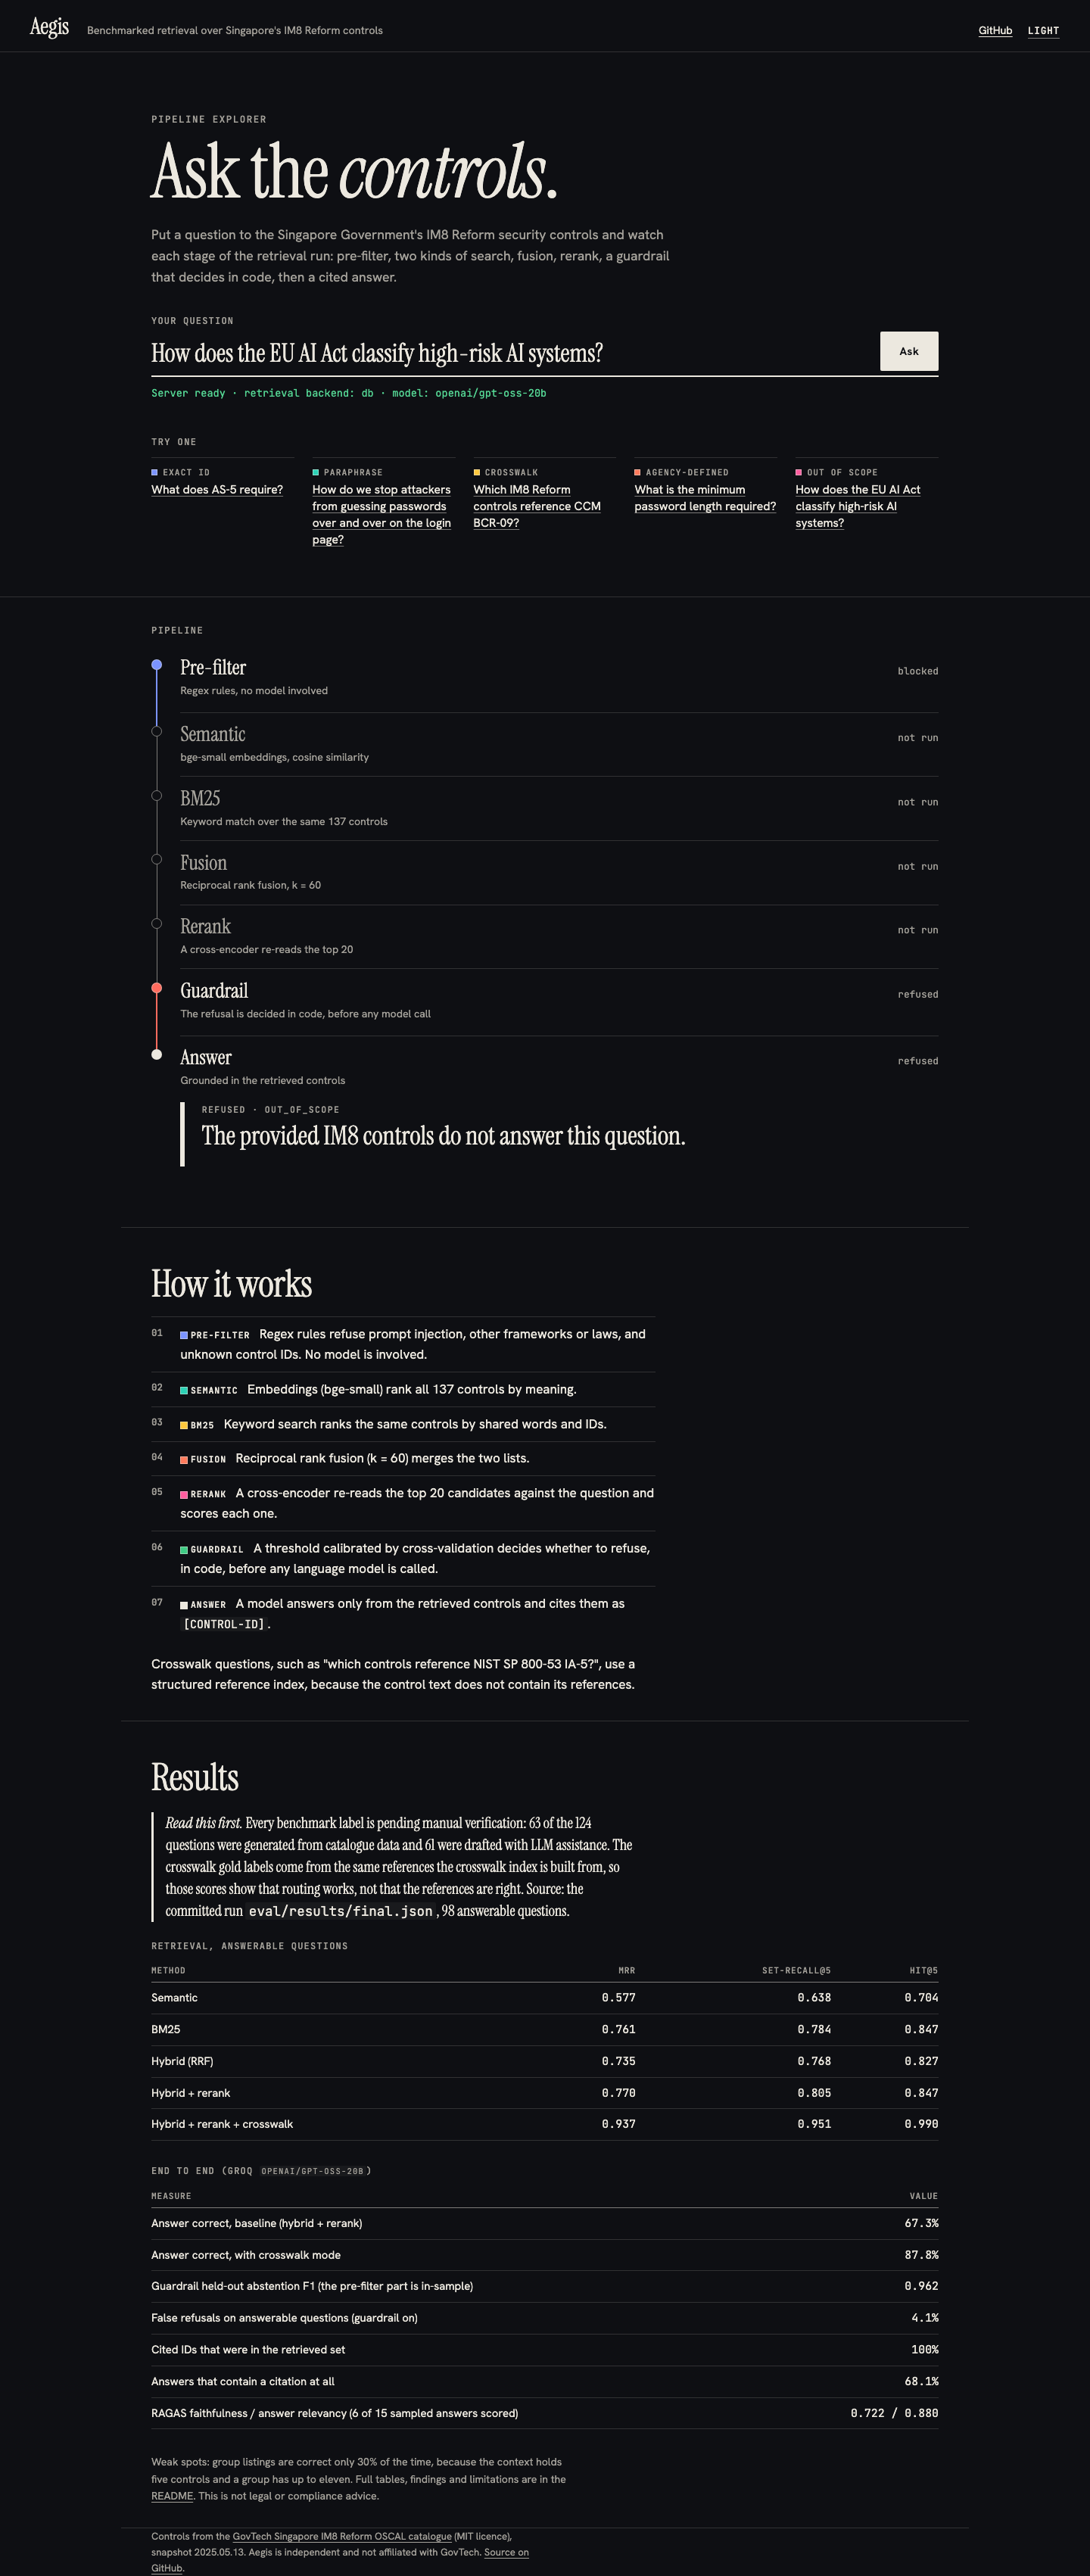 Aegis
Benchmarked retrieval over Singapore's IM8 Reform controls
GitHub
LIGHT
PIPELINE EXPLORER
Ask the controls.
Put a question to the Singapore Government's IM8 Reform security controls and watch
each stage of the retrieval run: pre-filter, two kinds of search, fusion, rerank, a guardrail
that decides in code, then a cited answer.
YOUR QUESTION
How does the EU AI Act classify high-risk AI systems?
Ask
Server ready · retrieval backend: db · model: openai/gpt-oss-20b
TRY ONE
EXACT ID
What does AS-5 require?
PARAPHRASE
How do we stop attackers
from guessing passwords
over and over on the login
page?
CROSSWALK
Which IM8 Reform
controls reference CCM
BCR-09?
AGENCY-DEFINED
What is the minimum
password length required?
OUT OF SCOPE
How does the EU AI Act
classify high-risk AI
systems?
PIPELINE
Pre-filter
blocked
Regex rules, no model involved
Semantic
not run
bge-small embeddings, cosine similarity
BM25
not run
Keyword match over the same 137 controls
Fusion
not run
Reciprocal rank fusion, k = 60
Rerank
not run
A cross-encoder re-reads the top 20
Guardrail
refused
The refusal is decided in code, before any model call
Answer
refused
Grounded in the retrieved controls
REFUSED · OUT_OF_SCOPE
The provided IM8 controls do not answer this question.
How it works
01 PRE-FILTER Regex rules refuse prompt injection, other frameworks or laws, and
unknown control IDs. No model is involved.
02 SEMANTIC Embeddings (bge-small) rank all 137 controls by meaning.
03 BM25 Keyword search ranks the same controls by shared words and IDs.
04 FUSION Reciprocal rank fusion (k = 60) merges the two lists.
05 RERANK A cross-encoder re-reads the top 20 candidates against the question and
scores each one.
06 GUARDRAIL A threshold calibrated by cross-validation decides whether to refuse,
in code, before any language model is called.
07 ANSWER A model answers only from the retrieved controls and cites them as
[CONTROL-ID].
Crosswalk questions, such as "which controls reference NIST SP 800-53 IA-5?", use a
structured reference index, because the control text does not contain its references.
Results
Read this first. Every benchmark label is pending manual verification: 63 of the 124
questions were generated from catalogue data and 61 were drafted with LLM assistance. The
crosswalk gold labels come from the same references the crosswalk index is built from, so
those scores show that routing works, not that the references are right. Source: the
committed run eval/results/final.json, 98 answerable questions.
RETRIEVAL, ANSWERABLE QUESTIONS
METHOD MRR SET-RECALL@5 HIT@5
Semantic 0.577 0.638 0.704
BM25 0.761 0.784 0.847
Hybrid (RRF) 0.735 0.768 0.827
Hybrid + rerank 0.770 0.805 0.847
Hybrid + rerank + crosswalk 0.937 0.951 0.990
END TO END (GROQ OPENAI/GPT-OSS-20B)
MEASURE VALUE
Answer correct, baseline (hybrid + rerank) 67.3%
Answer correct, with crosswalk mode 87.8%
Guardrail held-out abstention F1 (the pre-filter part is in-sample) 0.962
False refusals on answerable questions (guardrail on) 4.1%
Cited IDs that were in the retrieved set 100%
Answers that contain a citation at all 68.1%
RAGAS faithfulness / answer relevancy (6 of 15 sampled answers scored) 0.722 / 0.880
Weak spots: group listings are correct only 30% of the time, because the context holds
five controls and a group has up to eleven. Full tables, findings and limitations are in the
README. This is not legal or compliance advice.
Controls from the GovTech Singapore IM8 Reform OSCAL catalogue (MIT licence),
snapshot 2025.05.13. Aegis is independent and not affiliated with GovTech. Source on
GitHub.